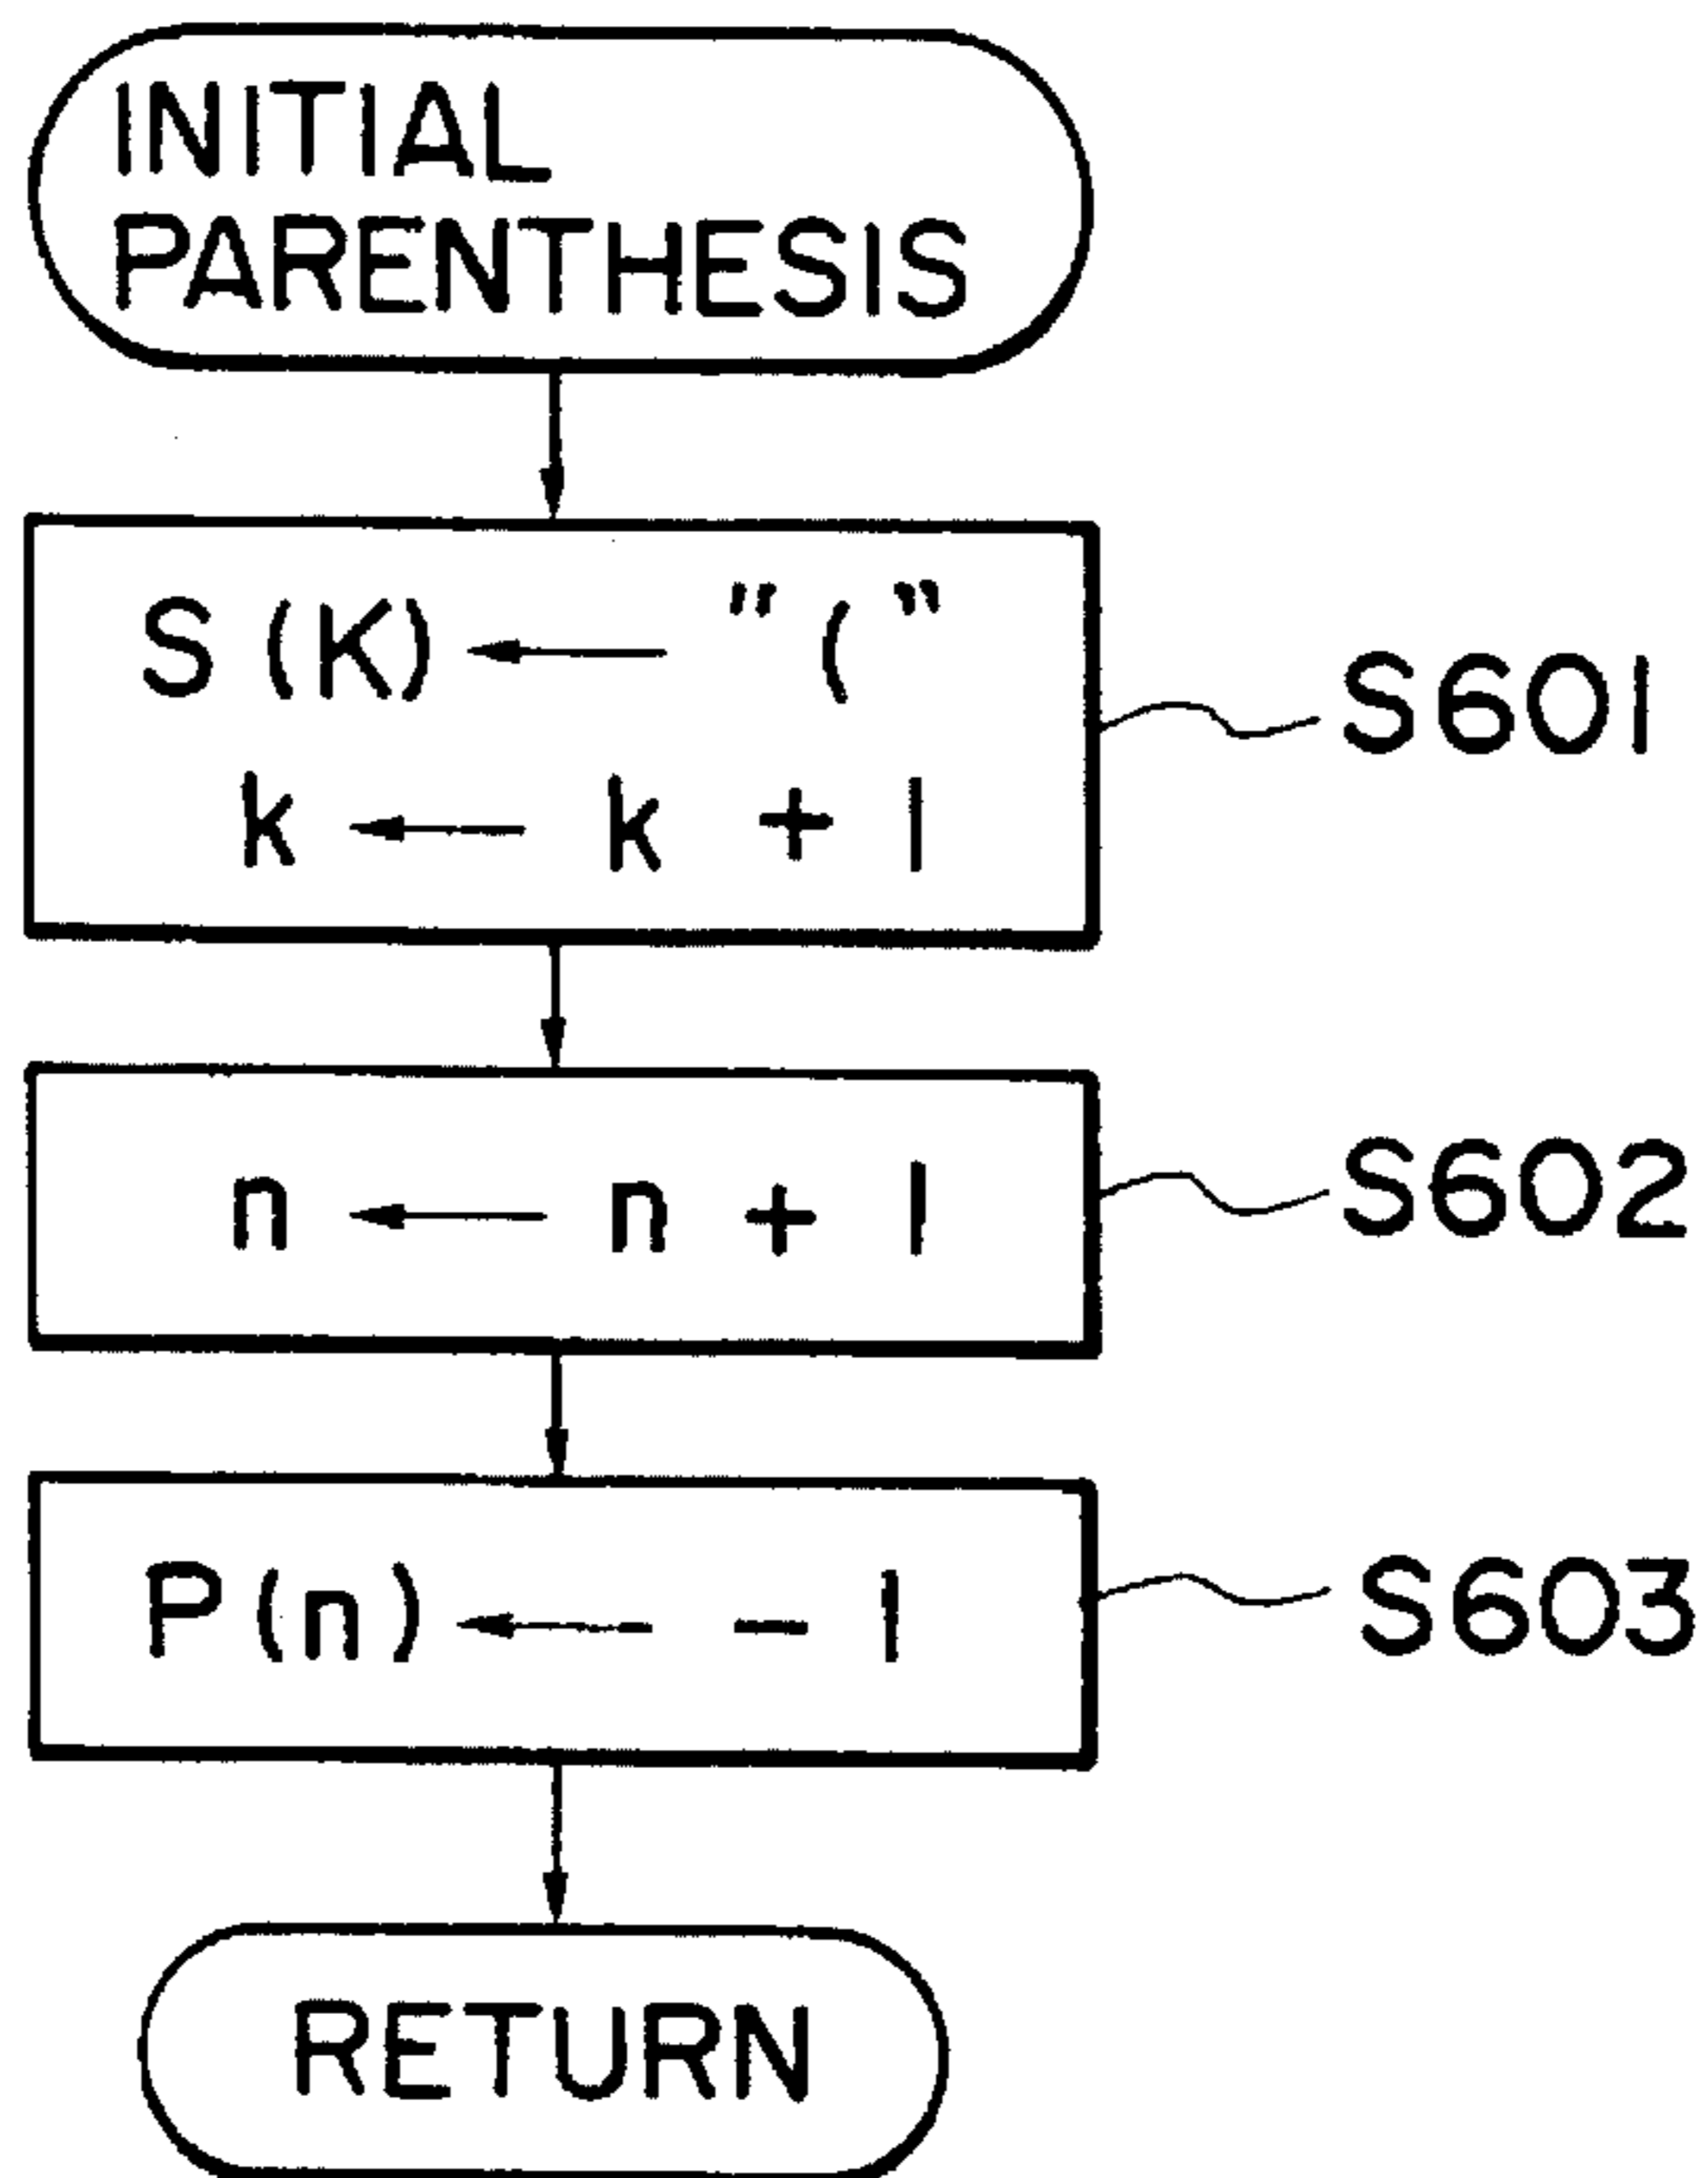 INITIAL
PARENTHESIS
S (K) ← "("
k ← k + 1
S601
n ← n + 1
S602
P(n) ← - 1
S603
RETURN